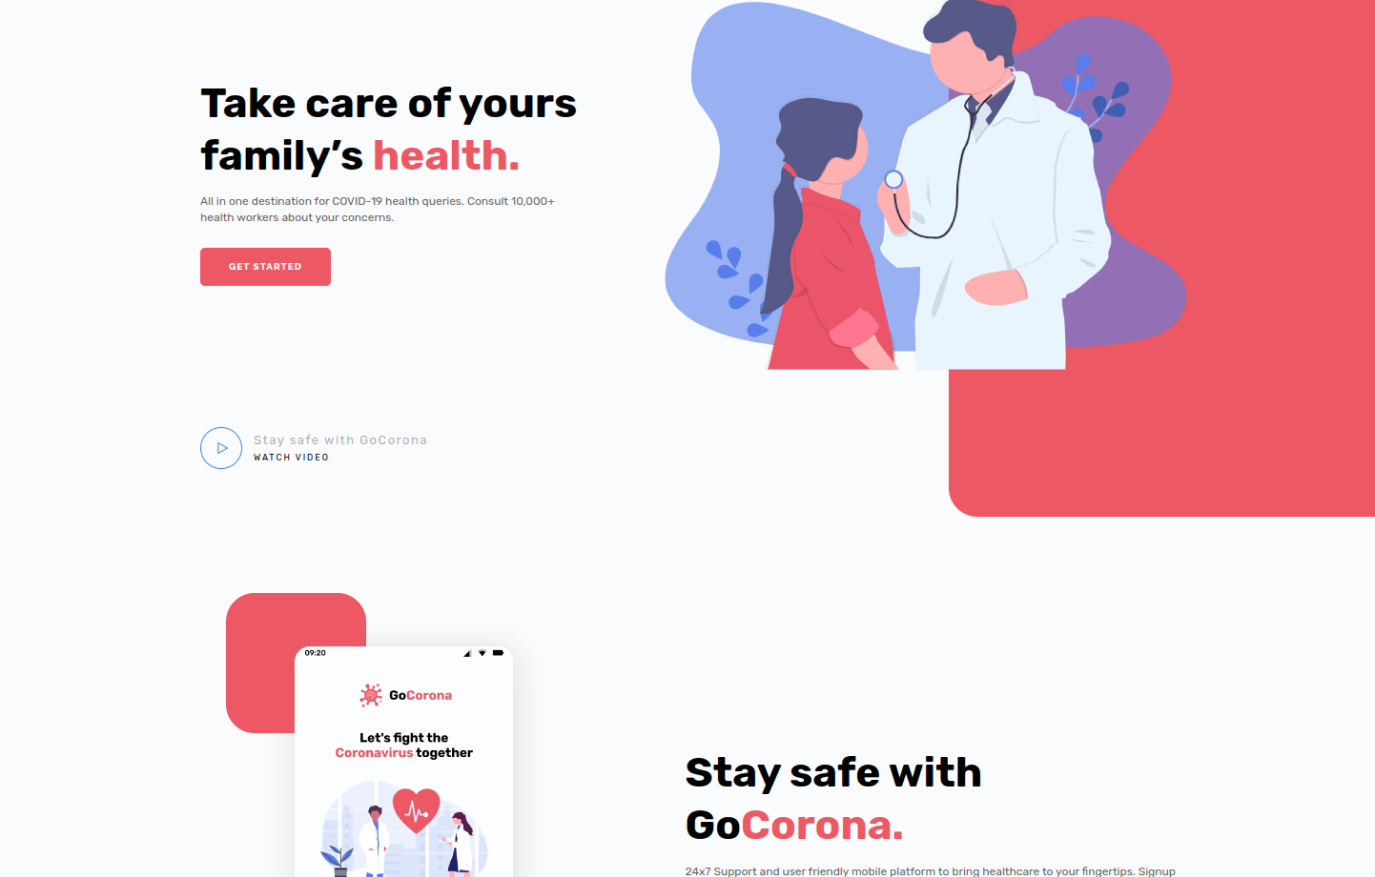 Take care of yours
family’s health.
All in one destination for COVID-19 health queries. Consult 10,000+
health workers about your concerns.
GET STARTED
Stay safe with GoCorona
WATCH VIDEO
09:20
GoCorona
Let's fight the
Coronavirus together
Stay safe with
GoCorona.
24x7 Support and user friendly mobile platform to bring healthcare to your fingertips. Signup